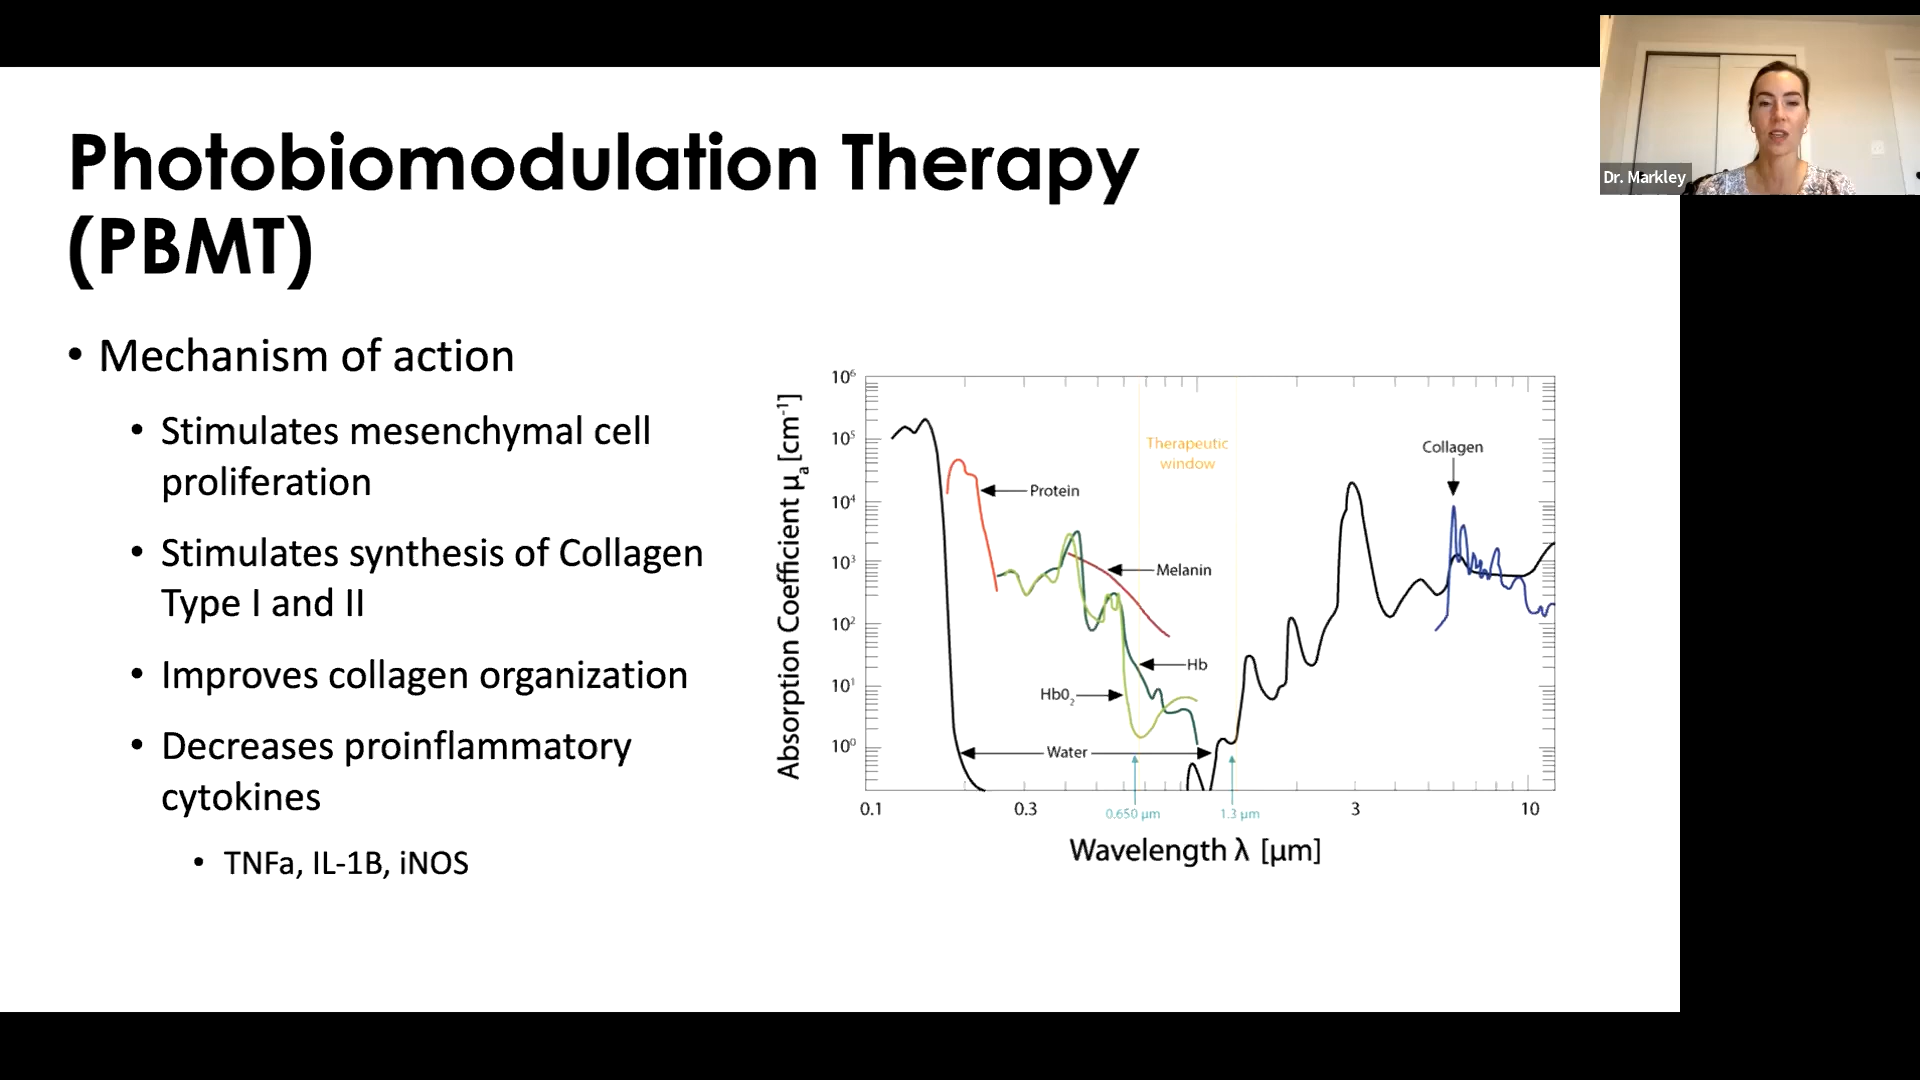 Photobiomodulation Therapy
(PBMT)
• Mechanism of action
• Stimulates mesenchymal cell
proliferation
• Stimulates synthesis of Collagen
Type I and II
• Improves collagen organization
• Decreases proinflammatory
cytokines
• TNFa, IL-1B, iNOS
Absorption Coefficient μa [cm-1]
10⁶
10⁵
10⁴
10³
10²
10¹
10⁰
Therapeutic
window
Collagen
Protein
Melanin
Hb
HbO₂
Water
0.1
0.3
0.650 μm
1.3 μm
3
10
Wavelength λ [μm]
Dr. Markley